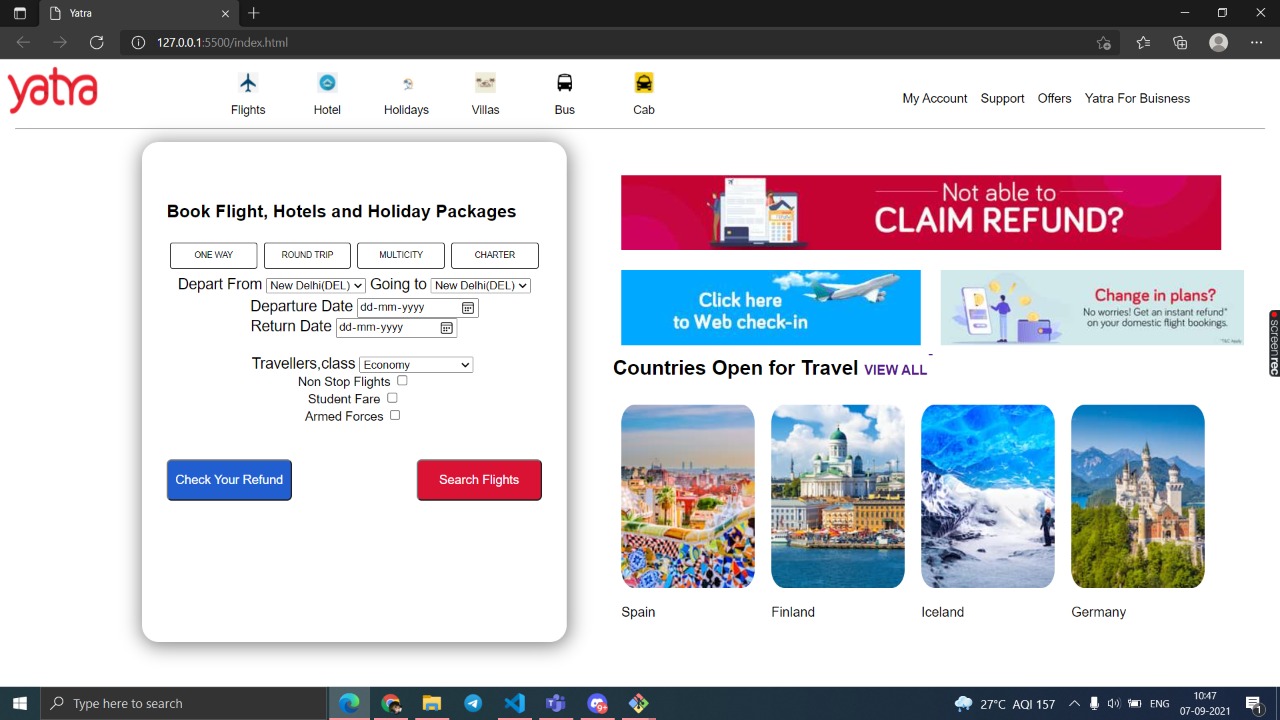 Yatra
127.0.0.1:5500/index.html
yatra
Flights Hotel Holidays Villas Bus Cab
My Account Support Offers Yatra For Buisness
Book Flight, Hotels and Holiday Packages
ONE WAY ROUND TRIP MULTICITY CHARTER
Depart From New Delhi(DEL) Going to New Delhi(DEL)
Departure Date dd-mm-yyyy
Return Date dd-mm-yyyy
Travellers,class Economy
Non Stop Flights
Student Fare
Armed Forces
Check Your Refund Search Flights
Not able to
CLAIM REFUND?
Click here
to Web check-in
Change in plans?
No worries! Get an instant refund*
on your domestic flight bookings.
*T&C Apply
Countries Open for Travel VIEW ALL
Spain Finland Iceland Germany
screenrec
Type here to search
9+
27°C AQI 157
ENG
10:47
07-09-2021
1